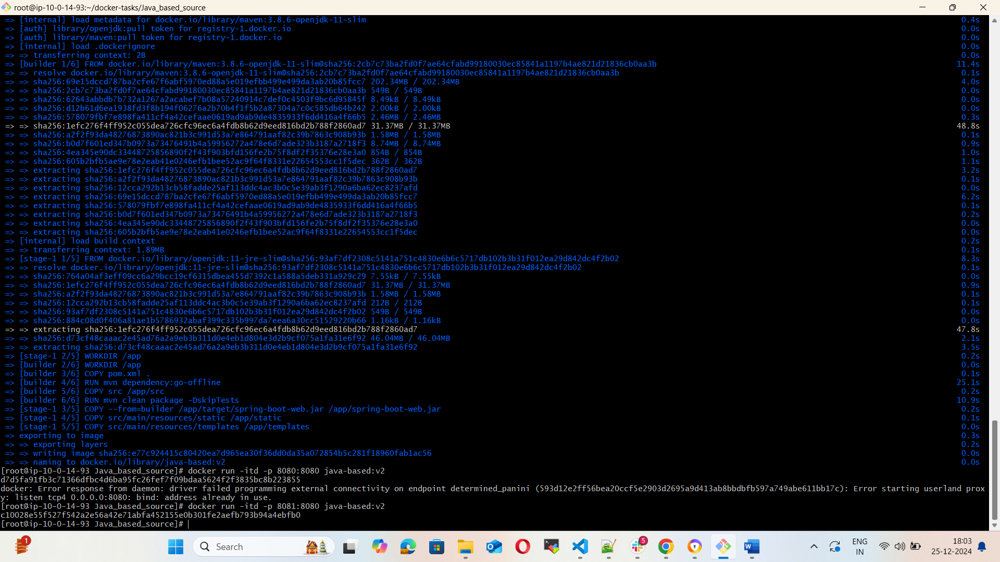 root@ip-10-0-14-93:~/docker-tasks/Java_based_source
=> [internal] load metadata for docker.io/library/maven:3.8.6-openjdk-11-slim 0.4s
=> [auth] library/openjdk:pull token for registry-1.docker.io 0.0s
=> [auth] library/maven:pull token for registry-1.docker.io 0.0s
=> [internal] load .dockerignore 0.0s
=> => transferring context: 2B 0.0s
=> [builder 1/6] FROM docker.io/library/maven:3.8.6-openjdk-11-slim@sha256:2cb7c73ba2fd0f7ae64cfabd99180030ec85841a1197b4ae821d21836cb0aa3b 11.4s
=> => resolve docker.io/library/maven:3.8.6-openjdk-11-slim@sha256:2cb7c73ba2fd0f7ae64cfabd99180030ec85841a1197b4ae821d21836cb0aa3b 0.1s
=> => sha256:69e15dccd787ba2cfe67f6abf5970ed88a5e019efbb499e499da3ab20b85fcc7 202.34MB / 202.34MB 4.0s
=> => sha256:2cb7c73ba2fd0f7ae64cfabd99180030ec85841a1197b4ae821d21836cb0aa3b 549B / 549B 0.0s
=> => sha256:62643abbdb7b732a1267a2acabef7b08a57240914c7def0c4503f9bc6d95845f 8.49kB / 8.49kB 0.0s
=> => sha256:d12b61d6ea1938fd3f8b194f06276a2b70b4f1f5b2a87304a7c0c585db64b242 2.00kB / 2.00kB 0.0s
=> => sha256:578079fbf7e898fa411cf4a42cefaae0619ad9ab9de4835933f6dd416a4f66b5 2.46MB / 2.46MB 0.3s
=> => sha256:1efc276f4ff952c055dea726cfc96ec6a4fdb8b62d9eed816bd2b788f2860ad7 31.37MB / 31.37MB 48.8s
=> => sha256:a2f2f93da48276873890ac821b3c991d53a7e864791aaf82c39b7863c908b93b 1.58MB / 1.58MB 0.1s
=> => sha256:b0d7f601ed347b0973a73476491b4a59956272a478e6d7ade323b3187a2718f3 8.74MB / 8.74MB 0.9s
=> => sha256:4ea345e90dc33448725856890f2f43f903bfd156fe2b75f8df2f35376e28e3a0 854B / 854B 1.0s
=> => sha256:605b2bfb5ae9e78e2eab41e0246efb1bee52ac9f64f8331e22654553cc1f5dec 362B / 362B 1.1s
=> => extracting sha256:1efc276f4ff952c055dea726cfc96ec6a4fdb8b62d9eed816bd2b788f2860ad7 3.2s
=> => extracting sha256:a2f2f93da48276873890ac821b3c991d53a7e864791aaf82c39b7863c908b93b 0.1s
=> => extracting sha256:12cca292b13cb58fadde25af113ddc4ac3b0c5e39ab3f1290a6ba62ec8237afd 0.0s
=> => extracting sha256:69e15dccd787ba2cfe67f6abf5970ed88a5e019efbb499e499da3ab20b85fcc7 6.2s
=> => extracting sha256:578079fbf7e898fa411cf4a42cefaae0619ad9ab9de4835933f6dd416a4f66b5 0.1s
=> => extracting sha256:b0d7f601ed347b0973a73476491b4a59956272a478e6d7ade323b3187a2718f3 0.2s
=> => extracting sha256:4ea345e90dc33448725856890f2f43f903bfd156fe2b75f8df2f35376e28e3a0 0.0s
=> => extracting sha256:605b2bfb5ae9e78e2eab41e0246efb1bee52ac9f64f8331e22654553cc1f5dec 0.0s
=> [internal] load build context 0.2s
=> => transferring context: 1.89MB 0.1s
=> [stage-1 1/5] FROM docker.io/library/openjdk:11-jre-slim@sha256:93af7df2308c5141a751c4830e6b6c5717db102b3b31f012ea29d842dc4f2b02 8.3s
=> => resolve docker.io/library/openjdk:11-jre-slim@sha256:93af7df2308c5141a751c4830e6b6c5717db102b3b31f012ea29d842dc4f2b02 0.1s
=> => sha256:764a04af3eff09cc6a29bcc19cf6315dbea455d7392c1a588a5deb331a929c29 7.55kB / 7.55kB 0.0s
=> => sha256:1efc276f4ff952c055dea726cfc96ec6a4fdb8b62d9eed816bd2b788f2860ad7 31.37MB / 31.37MB 0.9s
=> => sha256:a2f2f93da48276873890ac821b3c991d53a7e864791aaf82c39b7863c908b93b 1.58MB / 1.58MB 0.1s
=> => sha256:12cca292b13cb58fadde25af113ddc4ac3b0c5e39ab3f1290a6ba62ec8237afd 212B / 212B 0.1s
=> => sha256:93af7df2308c5141a751c4830e6b6c5717db102b3b31f012ea29d842dc4f2b02 549B / 549B 0.0s
=> => sha256:884c08d0f406a81ae1b5786932abaf399c335b997da7eea6a30cc51529220b66 1.16kB / 1.16kB 0.0s
=> => extracting sha256:1efc276f4ff952c055dea726cfc96ec6a4fdb8b62d9eed816bd2b788f2860ad7 47.8s
=> => sha256:d73cf48caaac2e45ad76a2a9eb3b311d0e4eb1d804e3d2b9cf075a1fa31e6f92 46.04MB / 46.04MB 2.1s
=> => extracting sha256:d73cf48caaac2e45ad76a2a9eb3b311d0e4eb1d804e3d2b9cf075a1fa31e6f92 3.5s
=> [stage-1 2/5] WORKDIR /app 0.2s
=> [builder 2/6] WORKDIR /app 0.0s
=> [builder 3/6] COPY pom.xml . 0.1s
=> [builder 4/6] RUN mvn dependency:go-offline 25.1s
=> [builder 5/6] COPY src /app/src 0.2s
=> [builder 6/6] RUN mvn clean package -DskipTests 10.9s
=> [stage-1 3/5] COPY --from=builder /app/target/spring-boot-web.jar /app/spring-boot-web.jar 0.2s
=> [stage-1 4/5] COPY src/main/resources/static /app/static 0.1s
=> [stage-1 5/5] COPY src/main/resources/templates /app/templates 0.0s
=> exporting to image 0.3s
=> => exporting layers 0.2s
=> => writing image sha256:e77c924415c80420ea7d965ea30f36dd0da35a072854b5c281f18960fab1ac56 0.0s
=> => naming to docker.io/library/java-based:v2 0.0s
[root@ip-10-0-14-93 Java_based_source]# docker run -itd -p 8080:8080 java-based:v2
d7d5fa91fb3c71366dfbc4d6ba95fc26fef7f09bdaa5624f2f3835bc8b223855
docker: Error response from daemon: driver failed programming external connectivity on endpoint determined_panini (593d12e2ff56bea20ccf5e2903d2695a9d413ab8bbdbfb597a749abe611bb17c): Error starting userland prox
y: listen tcp4 0.0.0.0:8080: bind: address already in use.
[root@ip-10-0-14-93 Java_based_source]# docker run -itd -p 8081:8080 java-based:v2
c10028e55f527f542a2e56a42e71abfa452155e0b301fe2aefb793b94a4ebfb0
[root@ip-10-0-14-93 Java_based_source]#
1
Search
5
ENG
IN
18:03
25-12-2024